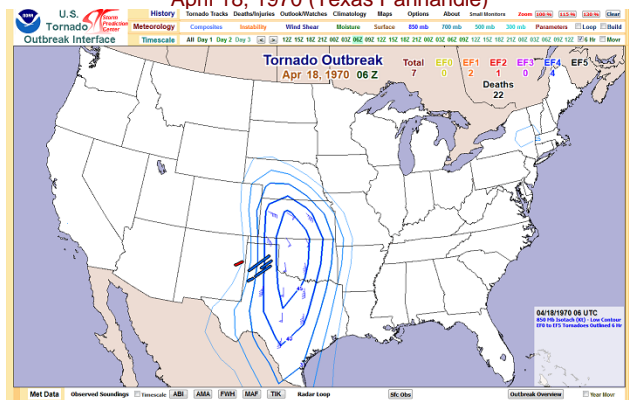 April 18, 1970 (Texas Panhandle)
U.S. Tornado Outbreak Interface
Storm Prediction Center
History Tornado Tracks Deaths/Injuries Outlook/Watches Climatology Maps Options About Small Monitors Zoom 100 % 115 % 130 % Clear
Meteorology Composites Instability Wind Shear Moisture Surface 850 mb 700 mb 500 mb 300 mb Parameters Loop Build
Timescale All Day 1 Day 2 Day 3 12Z 15Z 18Z 21Z 00Z 03Z 06Z 09Z 12Z 15Z 18Z 21Z 00Z 03Z 06Z 09Z 12Z 15Z 18Z 21Z 00Z 03Z 06Z 09Z 12Z 6 Hr Movr
Tornado Outbreak
Apr 18, 1970 06 Z
Total EF0 EF1 EF2 EF3 EF4 EF5
7 0 2 1 0 4
Deaths
22
04/18/1970 06 UTC
850 Mb Isotach (Kt) - Low Contour
EF0 to EF5 Tornadoes Outlined 6 Hr
Met Data Observed Soundings Timescale ABI AMA FWH MAF TIK Radar Loop Sfc Obs Outbreak Overview Year Movr